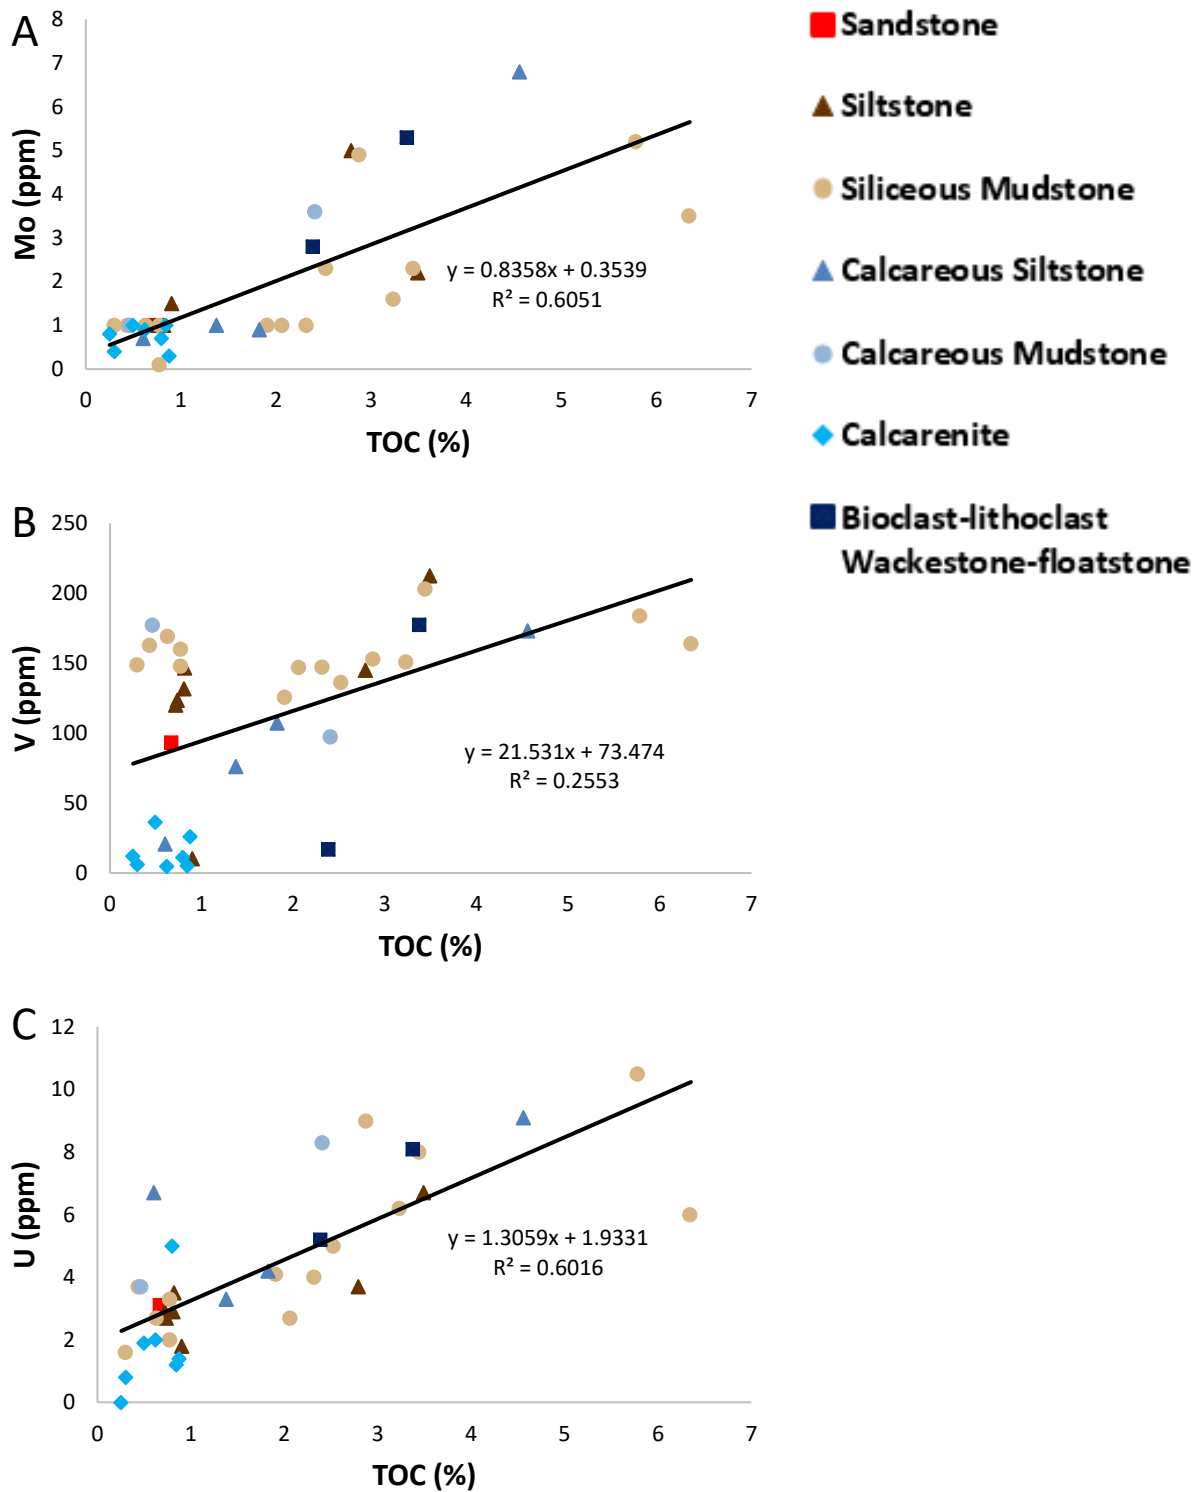 A
8
7
6
5
4
3
2
1
0
Mo (ppm)
y = 0.8358x + 0.3539
R² = 0.6051
0 1 2 3 4 5 6 7
TOC (%)
Sandstone
Siltstone
Siliceous Mudstone
Calcareous Siltstone
Calcareous Mudstone
Calcarenite
Bioclast-lithoclast
Wackestone-floatstone
B
250
200
150
100
50
0
V (ppm)
y = 21.531x + 73.474
R² = 0.2553
0 1 2 3 4 5 6 7
TOC (%)
C
12
10
8
6
4
2
0
U (ppm)
y = 1.3059x + 1.9331
R² = 0.6016
0 1 2 3 4 5 6 7
TOC (%)